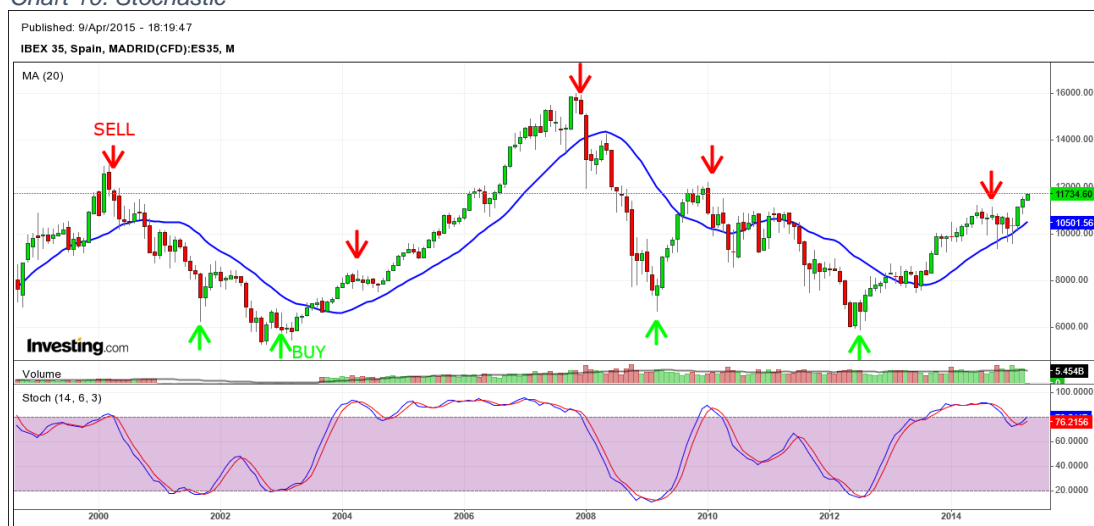 Chart 10: Stochastic
Published: 9/Apr/2015 - 18:19:47
IBEX 35, Spain, MADRID(CFD):ES35, M
MA (20)
SELL
BUY
16000.00
14000.00
12000.00
11734.60
10501.56
10000.00
8000.00
6000.00
Investing.com
Volume
5.454B
Stoch (14, 6, 3)
100.0000
76.2156
60.0000
40.0000
20.0000
2000 2002 2004 2006 2008 2010 2012 2014